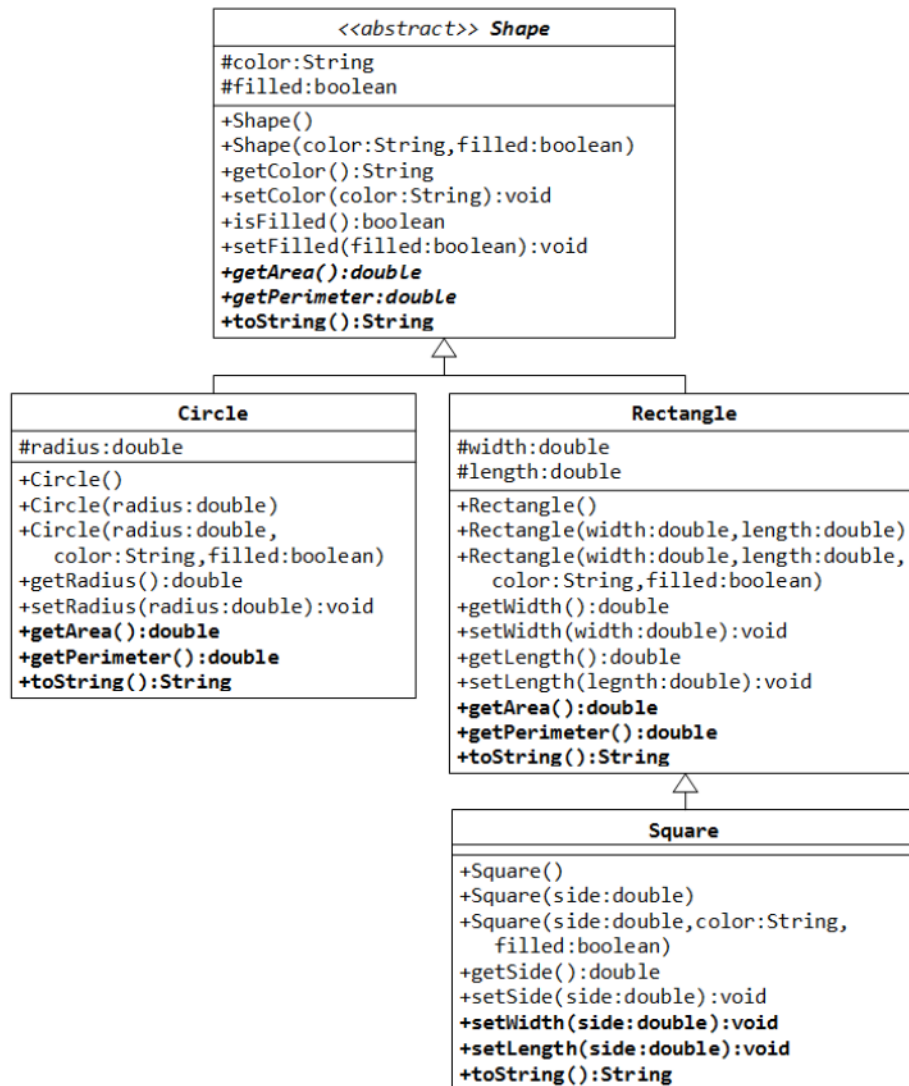 <<abstract>> Shape
#color:String
#filled:boolean
+Shape()
+Shape(color:String,filled:boolean)
+getColor():String
+setColor(color:String):void
+isFilled():boolean
+setFilled(filled:boolean):void
+getArea():double
+getPerimeter:double
+toString():String
Circle
#radius:double
+Circle()
+Circle(radius:double)
+Circle(radius:double,
color:String,filled:boolean)
+getRadius():double
+setRadius(radius:double):void
+getArea():double
+getPerimeter():double
+toString():String
Rectangle
#width:double
#length:double
+Rectangle()
+Rectangle(width:double,length:double)
+Rectangle(width:double,length:double,
color:String,filled:boolean)
+getWidth():double
+setWidth(width:double):void
+getLength():double
+setLength(legnth:double):void
+getArea():double
+getPerimeter():double
+toString():String
Square
+Square()
+Square(side:double)
+Square(side:double,color:String,
filled:boolean)
+getSide():double
+setSide(side:double):void
+setWidth(side:double):void
+setLength(side:double):void
+toString():String